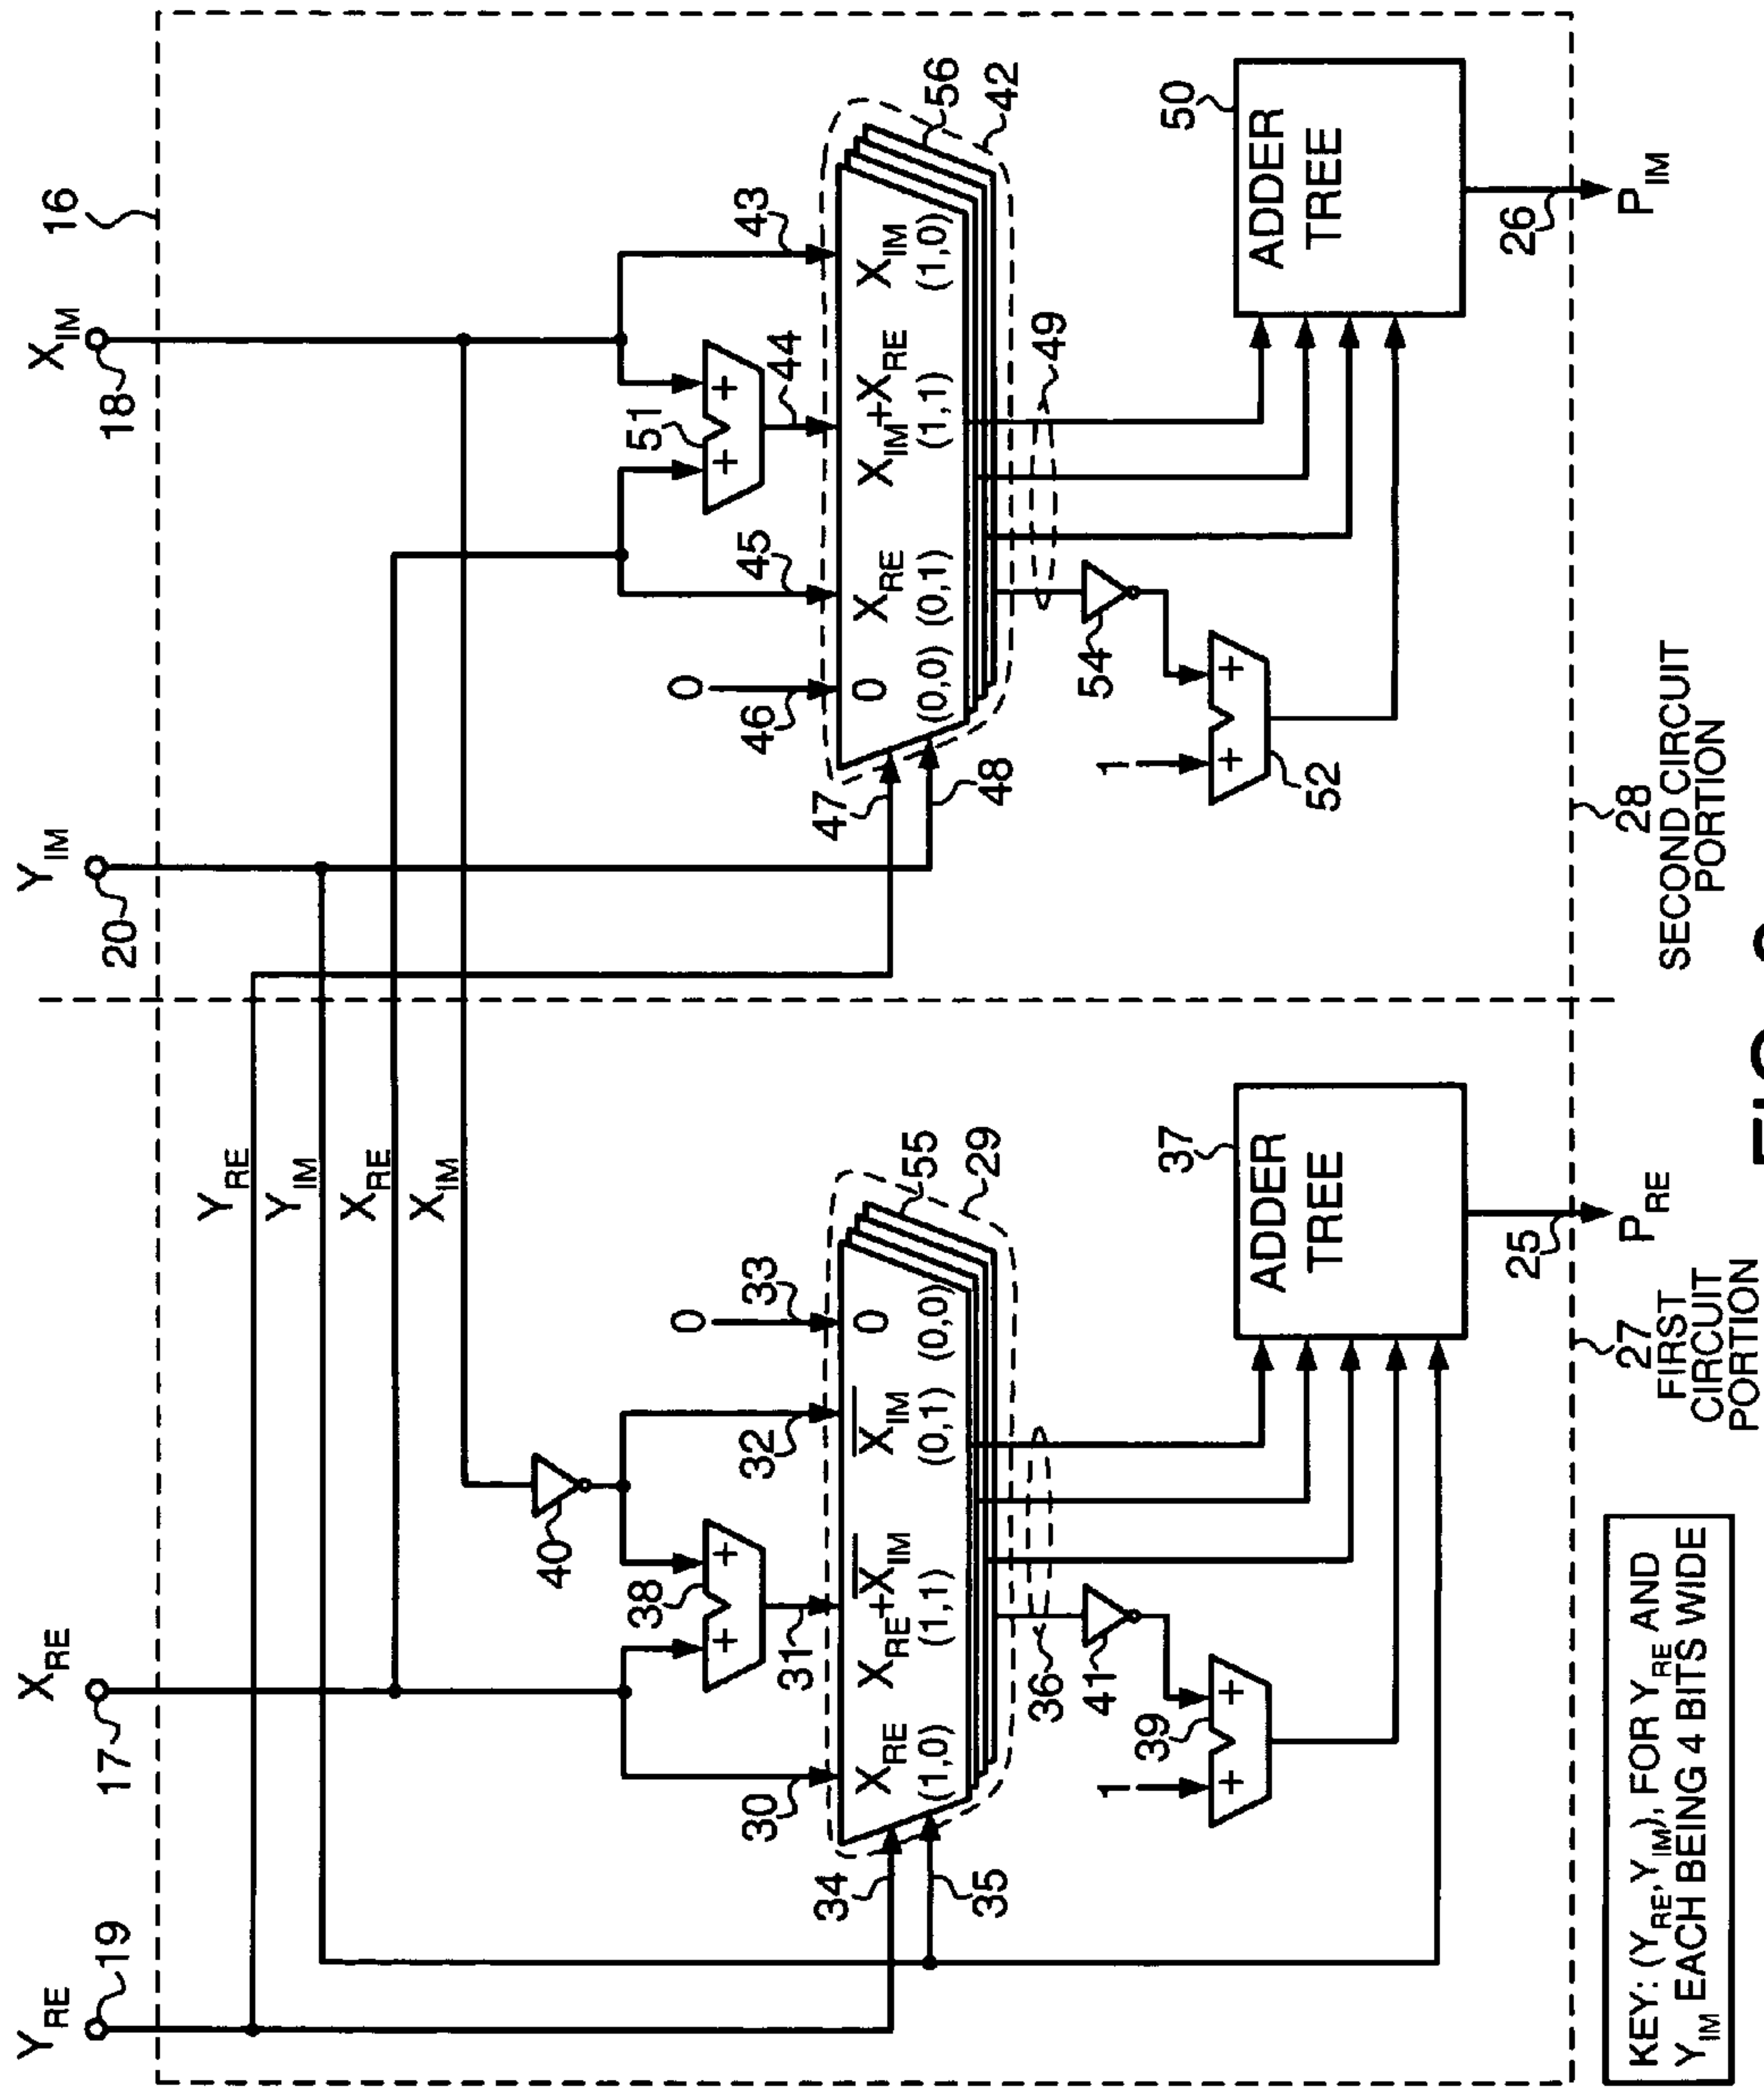 Y_RE
19
X_RE
17
Y_IM
20
X_IM
18
16
Y_RE
Y_IM
X_RE
X_IM
40
38
51
0
0
30
31
32
33
46
45
44
43
34
35
47
48
X_RE X_RE+X̅_IM X̅_IM 0
(1,0) (1,1) (0,1) (0,0)
55
29
0 X_RE X_IM+X_RE X_IM
(0,0) (0,1) (1,1) (1,0)
56
42
36
41
49
54
1
39
1
52
37
ADDER
TREE
50
ADDER
TREE
25
P_RE
26
P_IM
27
FIRST
CIRCUIT
PORTION
28
SECOND CIRCUIT
PORTION
KEY: (Y_RE,Y_IM), FOR Y_RE AND
Y_IM EACH BEING 4 BITS WIDE
FIG.